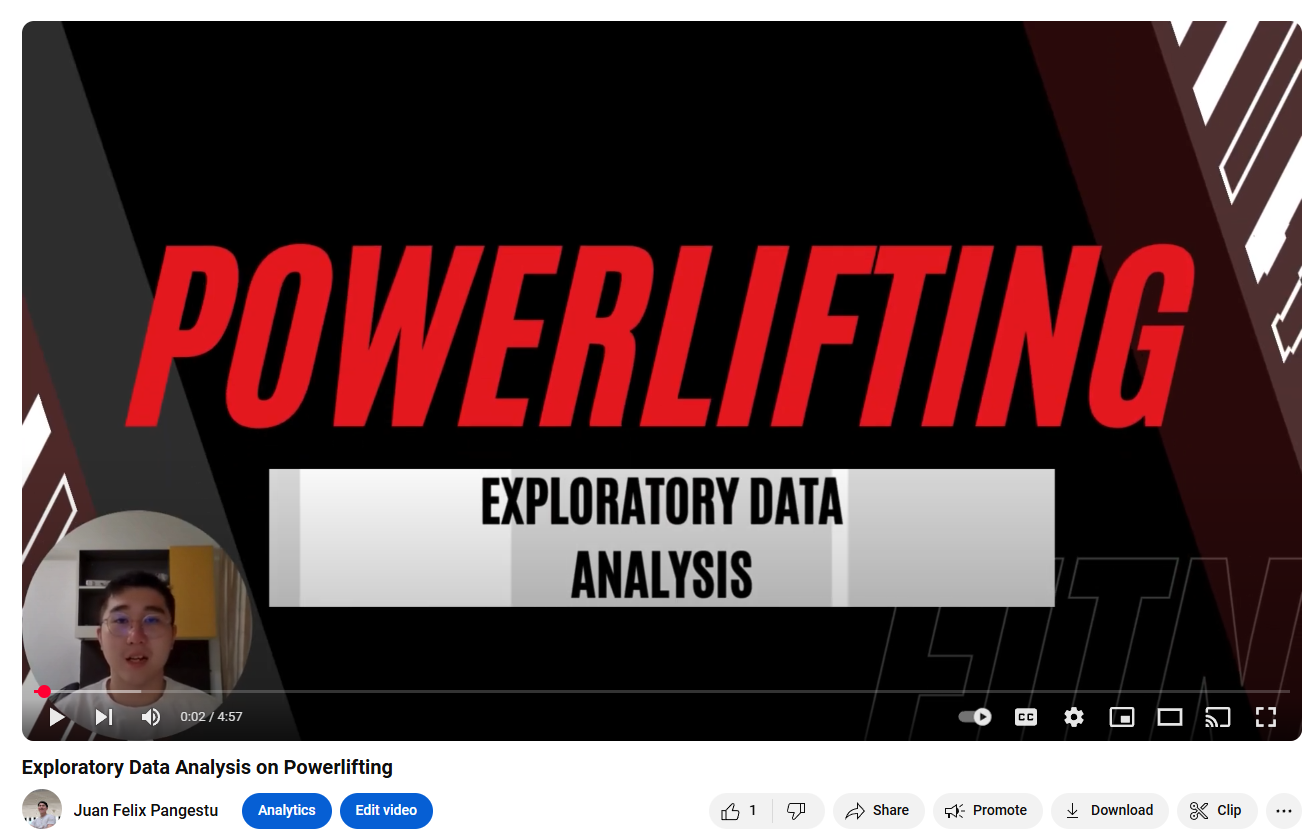 POWERLIFTING
EXPLORATORY DATA
ANALYSIS
FITN
0:02 / 4:57
CC
Exploratory Data Analysis on Powerlifting
Juan Felix Pangestu
Analytics
Edit video
1
Share
Promote
Download
Clip